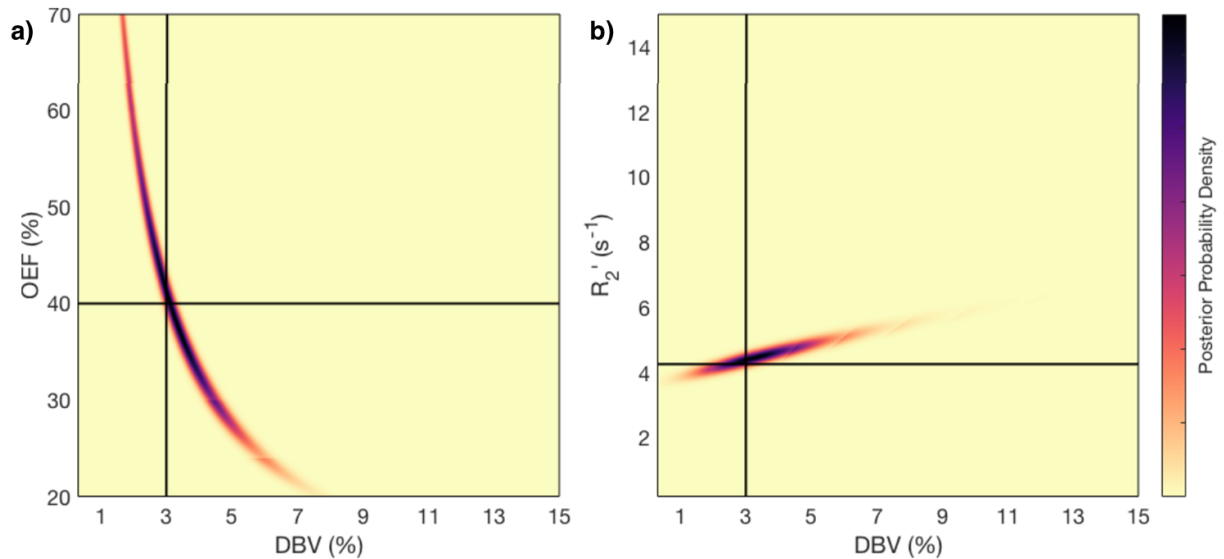 a)
70
60
50
40
30
20
OEF (%)
1 3 5 7 9 11 13 15
DBV (%)
b)
14
12
10
8
6
4
2
R₂' (s⁻¹)
1 3 5 7 9 11 13 15
DBV (%)
Posterior Probability Density